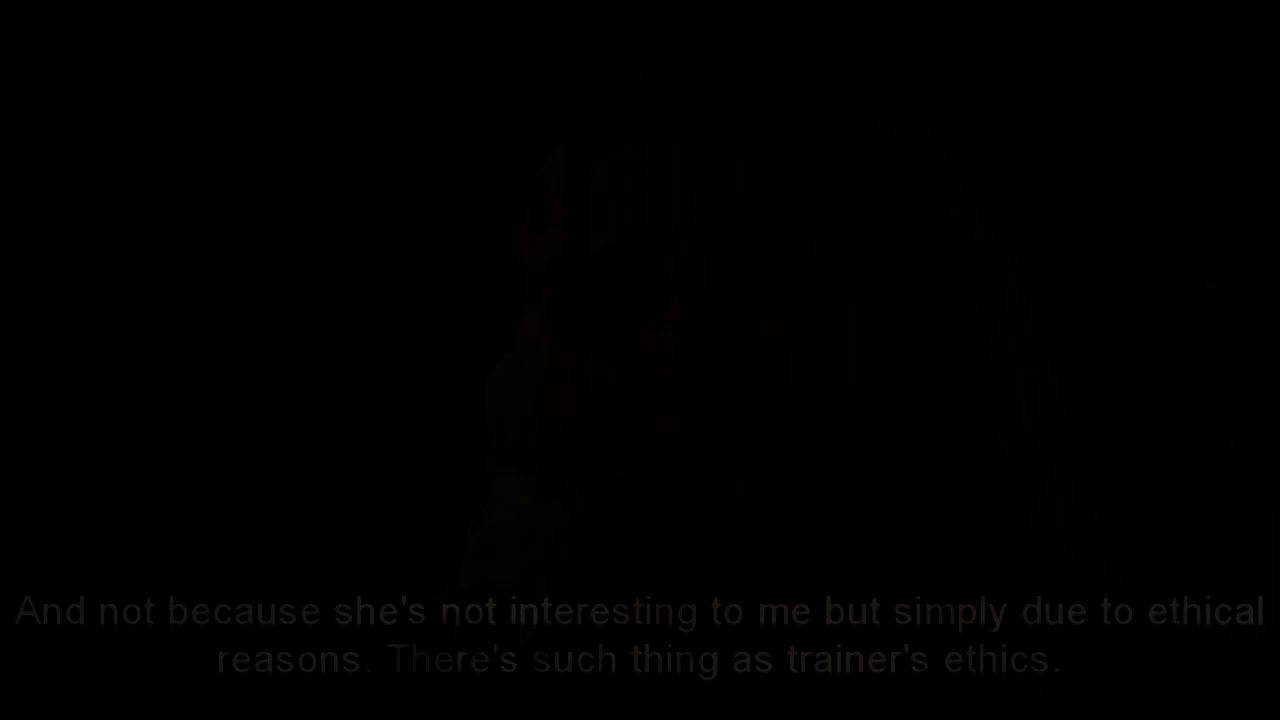 And not because she's not interesting to me but simply due to ethical
reasons. There's such thing as trainer's ethics.